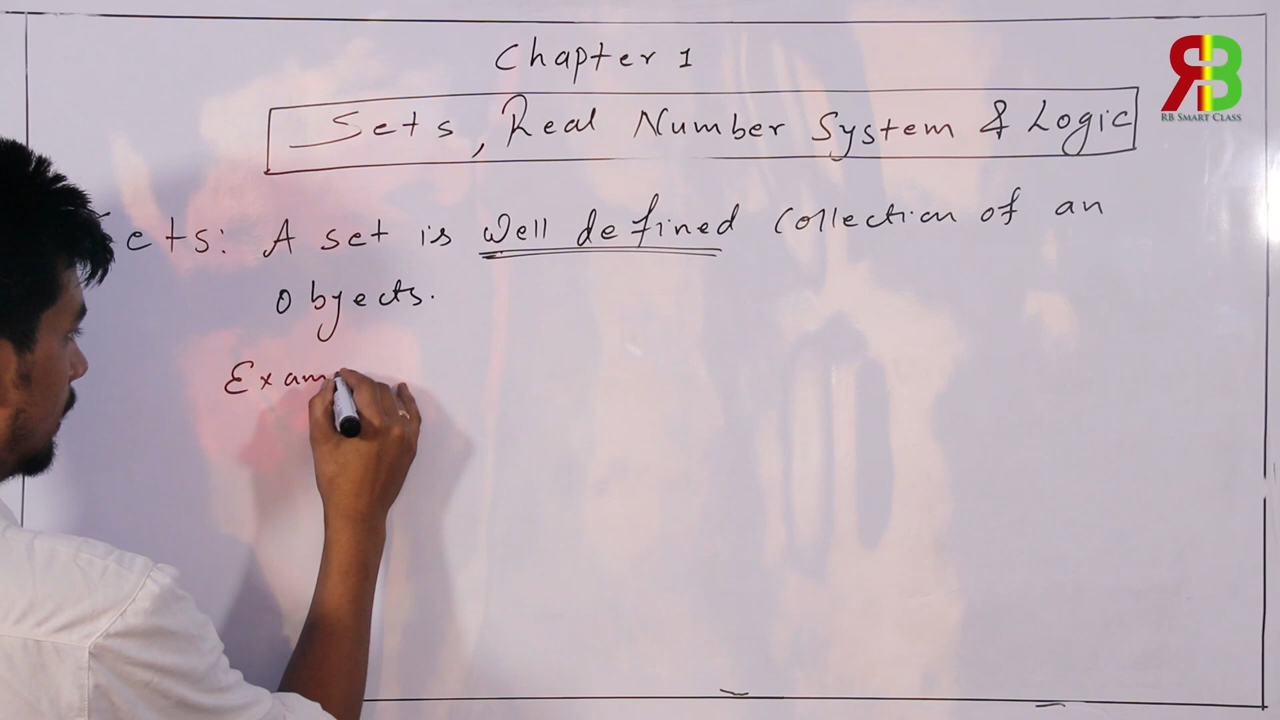 Chapter 1
RB
RB SMART CLASS
Sets, Real Number System & Logic
ets: A set is Well defined Collection of an
Objects.
Exam